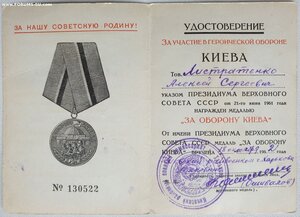 ЗА НАШУ СОВЕТСКУЮ РОДИНУ!
№ 130522
УДОСТОВЕРЕНИЕ
ЗА УЧАСТИЕ В ГЕРОИЧЕСКОЙ ОБОРОНЕ
КИЕВА
Тов. Листратенко
Алексей Сергеевич
УКАЗОМ ПРЕЗИДИУМА ВЕРХОВНОГО
СОВЕТА СССР от 21-го июня 1961 года
НАГРАЖДЕН МЕДАЛЬЮ
„ЗА ОБОРОНУ КИЕВА"
От имени ПРЕЗИДИУМА ВЕРХОВНОГО
СОВЕТА СССР МЕДАЛЬ „ЗА ОБОРОНУ
КИЕВА" ВРУЧЕНА
года